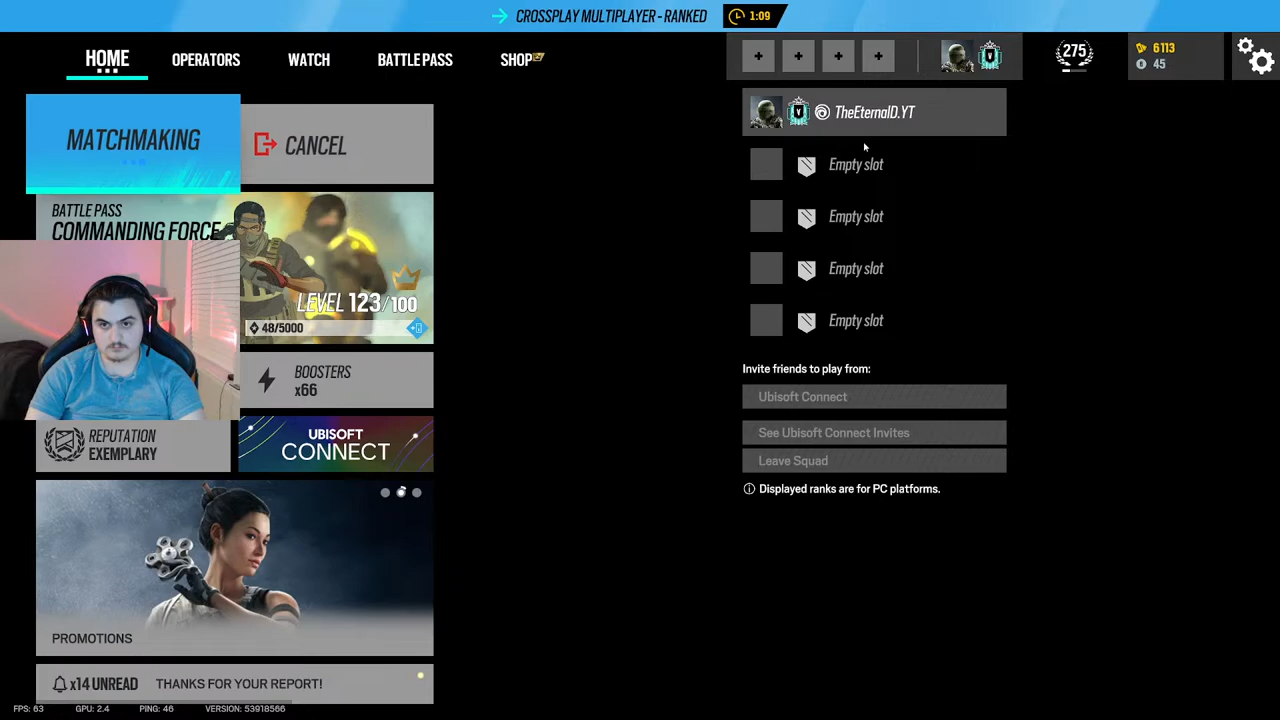 CROSSPLAY MULTIPLAYER - RANKED
1:09
HOME
OPERATORS
WATCH
BATTLE PASS
SHOP
275
6113
45
MATCHMAKING
CANCEL
BATTLE PASS
COMMANDING FORCE
LEVEL 123/100
48/5000
BOOSTERS
x66
REPUTATION
EXEMPLARY
UBISOFT
CONNECT
PROMOTIONS
x14 UNREAD
THANKS FOR YOUR REPORT!
TheEternalD.YT
Empty slot
Empty slot
Empty slot
Empty slot
Invite friends to play from:
Ubisoft Connect
See Ubisoft Connect Invites
Leave Squad
Displayed ranks are for PC platforms.
FPS: 63
GPU: 2.4
PING: 46
VERSION: 53918566